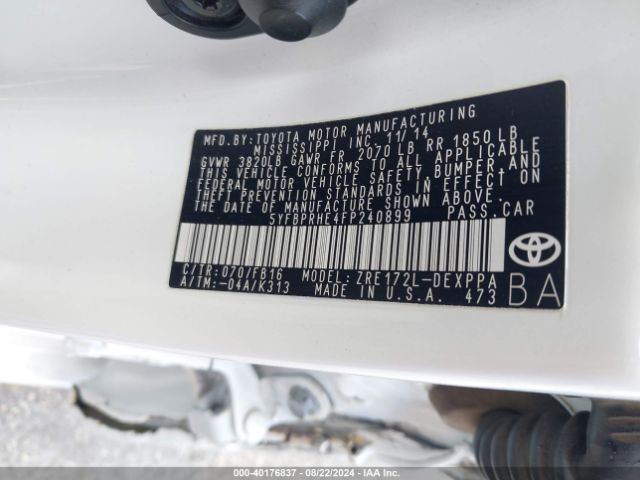 MFD.BY:TOYOTA MOTOR MANUFACTURING
MISSISSIPPI INC. 11/14
GVWR 3820LB GAWR FR 2070 LB RR 1850 LB
THIS VEHICLE CONFORMS TO ALL APPLICABLE
FEDERAL MOTOR VEHICLE SAFETY BUMPER, AND
THEFT PREVENTION STANDARDS IN EFFECT ON
THE DATE OF MANUFACTURE SHOWN ABOVE.
5YFBPRHE4FP240899 PASS.CAR
C/TR: 070/FB16 MODEL: ZRE172L-DEXPPA
A/TM:-04A/K313 MADE IN U.S.A. 473
BA
000-40176837 - 08/22/2024 - IAA Inc.